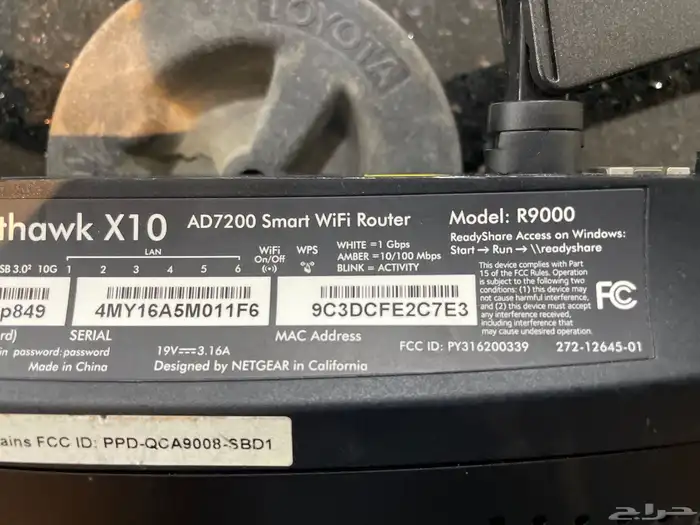 TOYOTA
thawk X10 AD7200 Smart WiFi Router Model: R9000
ReadyShare Access on Windows:
Start → Run → \\readyshare
LAN
SB 3.0² 10G 1 2 3 4 5 6
WiFi
On/Off
((•))
WPS
WHITE =1 Gbps
AMBER =10/100 Mbps
BLINK = ACTIVITY
This device complies with Part
15 of the FCC Rules. Operation
is subject to the following two
conditions: (1) this device may
not cause harmful interference,
and (2) this device must accept
any interference received,
including interference that
may cause undesired operation.
FC
p849
4MY16A5M011F6
9C3DCFE2C7E3
rd) SERIAL MAC Address
in password:password 19V 3.16A FCC ID: PY316200339 272-12645-01
Made in China Designed by NETGEAR in California
ains FCC ID: PPD-QCA9008-SBD1
حراج